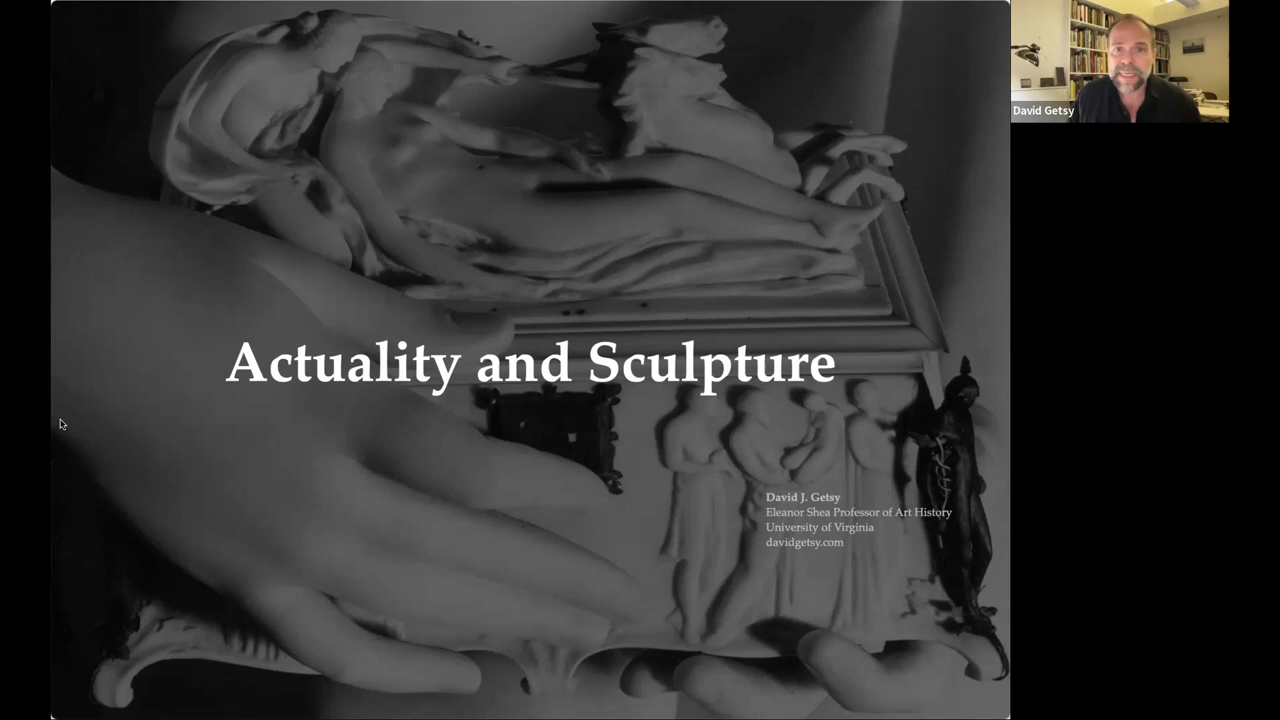 David Getsy
Actuality and Sculpture
David J. Getsy
Eleanor Shea Professor of Art History
University of Virginia
davidgetsy.com